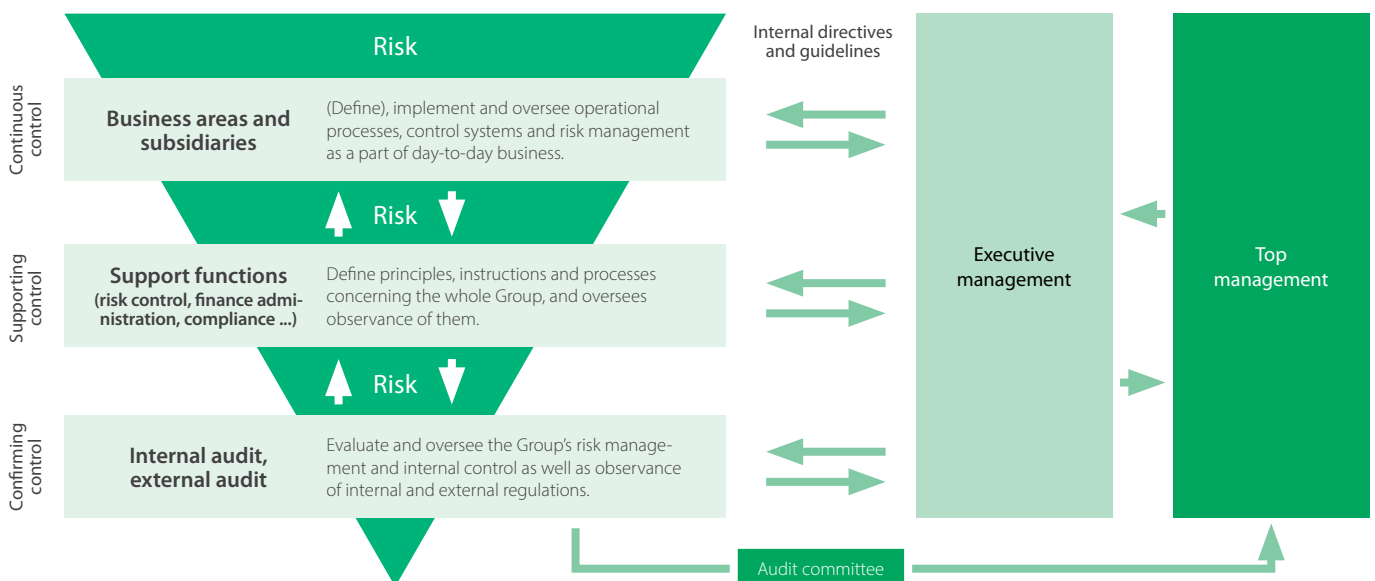 Risk
Internal directives
and guidelines
Continuous
control
Business areas and
subsidiaries
(Define), implement and oversee operational
processes, control systems and risk management
as a part of day-to-day business.
Risk
Supporting
control
Support functions
(risk control, finance admi-
nistration, compliance ...)
Define principles, instructions and processes
concerning the whole Group, and oversees
observance of them.
Executive
management
Top
management
Risk
Confirming
control
Internal audit,
external audit
Evaluate and oversee the Group’s risk manage-
ment and internal control as well as observance
of internal and external regulations.
Audit committee